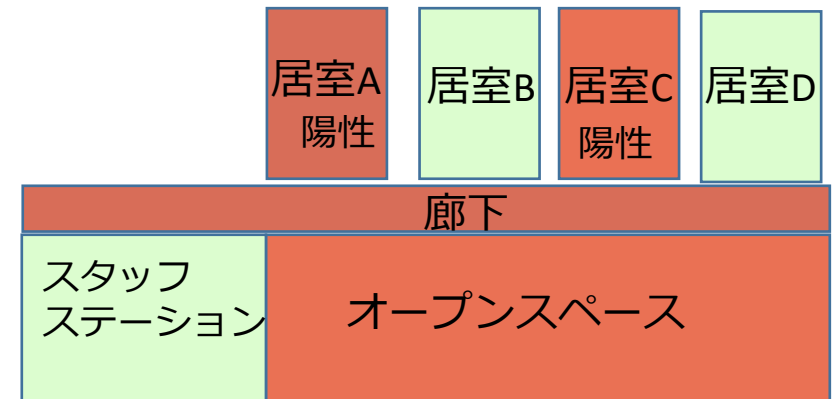 居室A
陽性
居室B
居室C
陽性
居室D
廊下
スタッフ
ステーション
オープンスペース